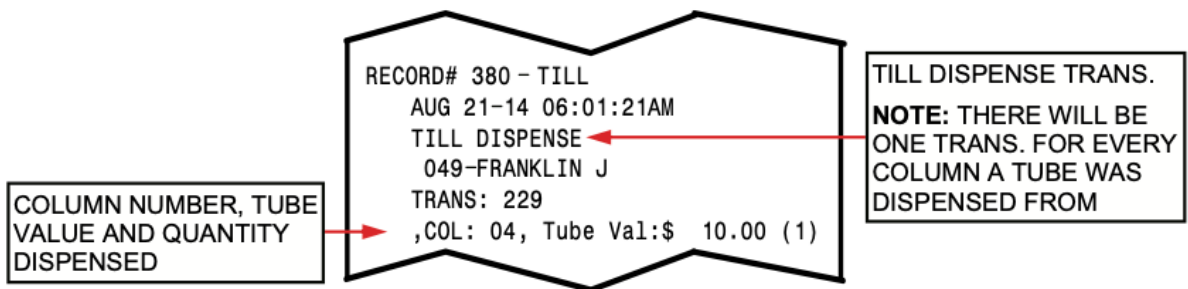 RECORD# 380 - TILL
AUG 21-14 06:01:21AM
TILL DISPENSE
049-FRANKLIN J
TRANS: 229
,COL: 04, Tube Val:$ 10.00 (1)
TILL DISPENSE TRANS.
NOTE: THERE WILL BE
ONE TRANS. FOR EVERY
COLUMN A TUBE WAS
DISPENSED FROM
COLUMN NUMBER, TUBE
VALUE AND QUANTITY
DISPENSED